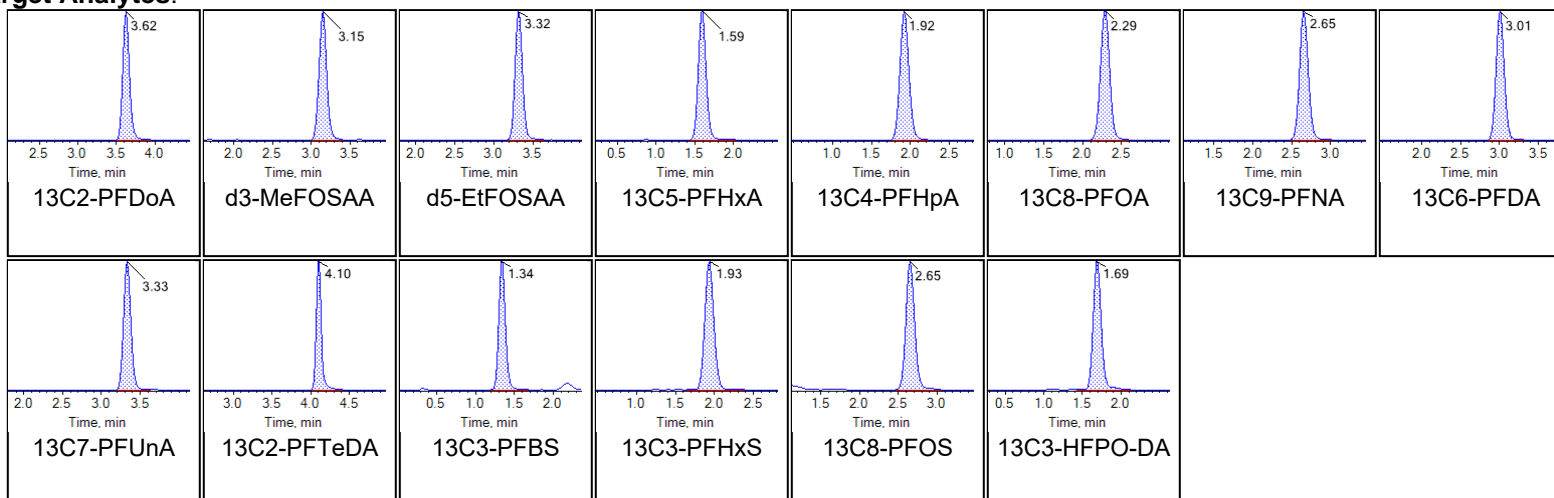 rget Analytes:
3.62 3.15 3.32 1.59 1.92 2.29 2.65 3.01
2.5 3.0 3.5 4.0 2.0 2.5 3.0 3.5 2.0 2.5 3.0 3.5 0.5 1.0 1.5 2.0 1.0 1.5 2.0 2.5 1.0 1.5 2.0 2.5 1.5 2.0 2.5 3.0 2.0 2.5 3.0 3.5
Time, min Time, min Time, min Time, min Time, min Time, min Time, min Time, min
13C2-PFDoA d3-MeFOSAA d5-EtFOSAA 13C5-PFHxA 13C4-PFHpA 13C8-PFOA 13C9-PFNA 13C6-PFDA
3.33 4.10 1.34 1.93 2.65 1.69
2.0 2.5 3.0 3.5 3.0 3.5 4.0 4.5 0.5 1.0 1.5 2.0 1.0 1.5 2.0 2.5 1.5 2.0 2.5 3.0 0.5 1.0 1.5 2.0
Time, min Time, min Time, min Time, min Time, min Time, min
13C7-PFUnA 13C2-PFTeDA 13C3-PFBS 13C3-PFHxS 13C8-PFOS 13C3-HFPO-DA